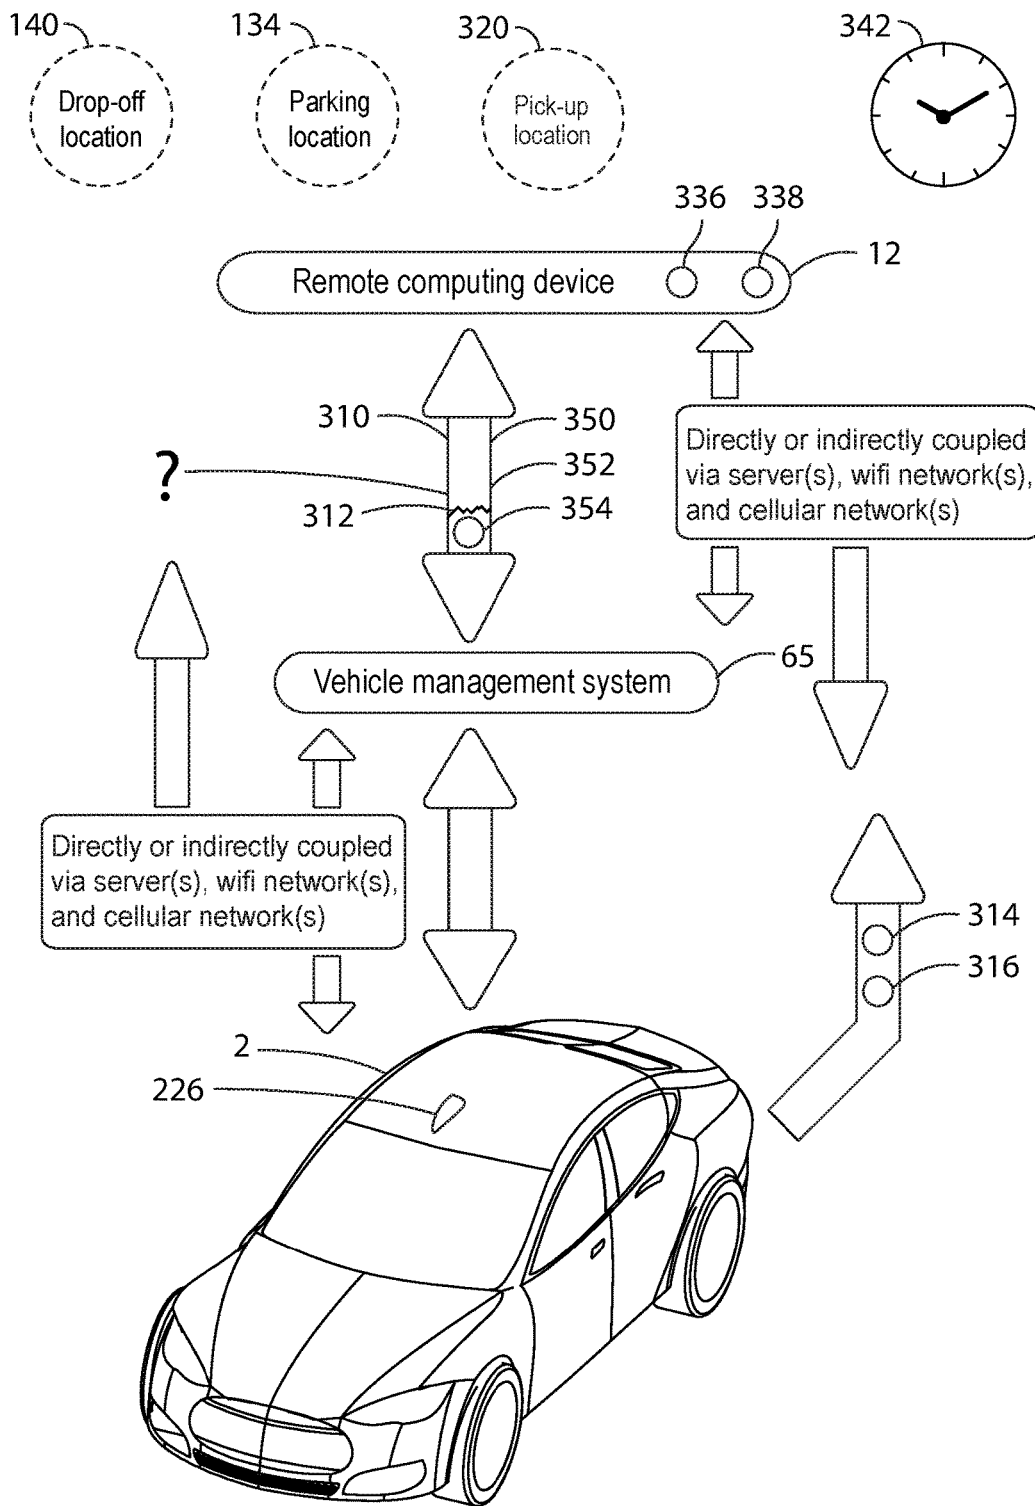 140
134
320
342
Drop-off
location
Parking
location
Pick-up
location
336
338
12
Remote computing device
310
350
Directly or indirectly coupled
via server(s), wifi network(s),
and cellular network(s)
?
352
312
354
65
Vehicle management system
Directly or indirectly coupled
via server(s), wifi network(s),
and cellular network(s)
314
316
2
226